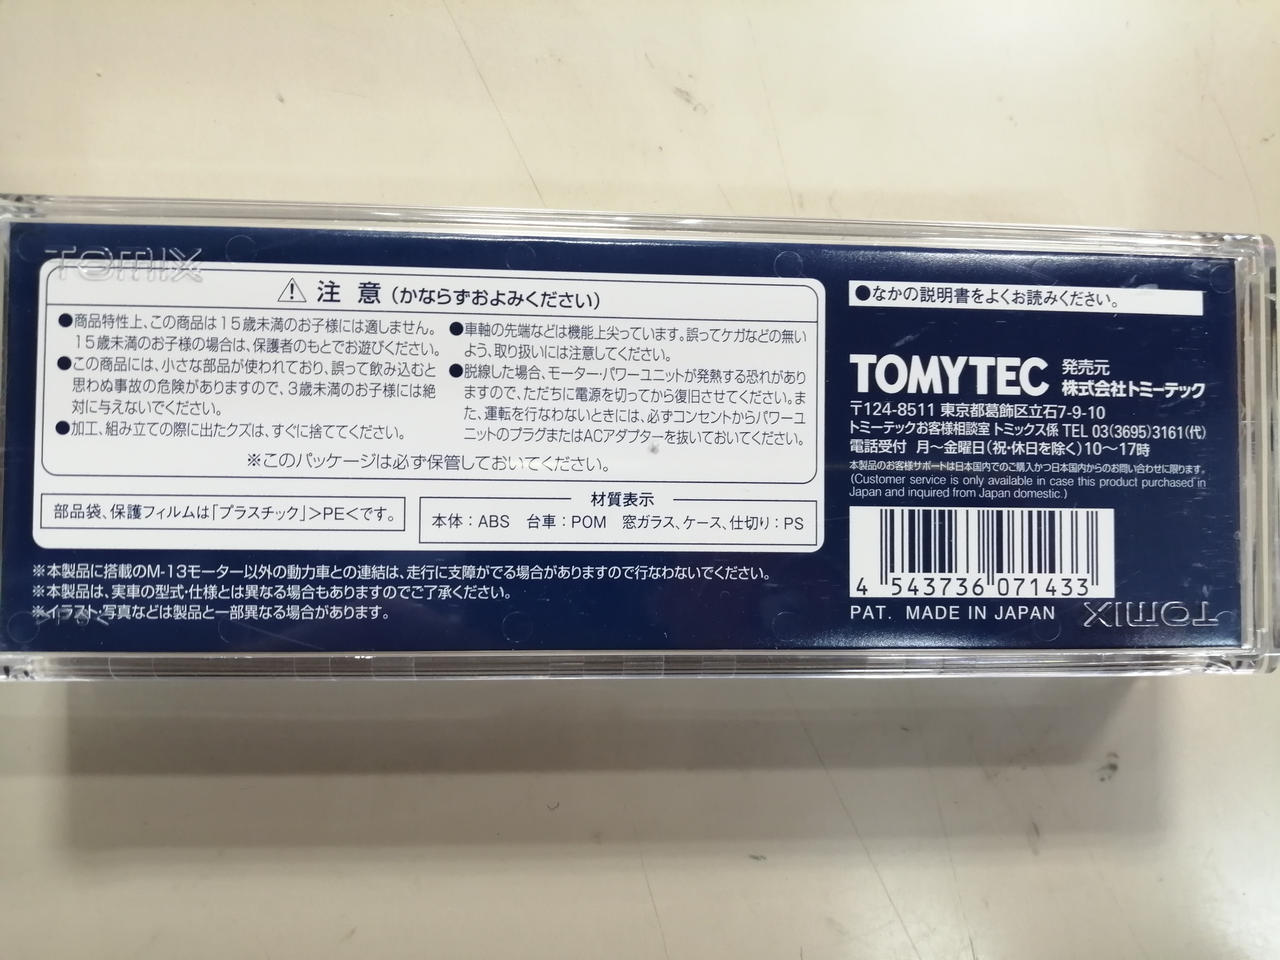 TOMIX
⚠ 注 意 (かならずおよみください)
●商品特性上、この商品は15歳未満のお子様には適しません。
15歳未満のお子様の場合は、保護者のもとでお遊びください。
●この商品には、小さな部品が使われており、誤って飲み込むと
思わぬ事故の危険がありますので、3歳未満のお子様には絶
対に与えないでください。
●加工、組み立ての際に出たクズは、すぐに捨ててください。
●車軸の先端などは機能上尖っています。誤ってケガなどの無い
よう、取り扱いには注意してください。
●脱線した場合、モーター・パワーユニットが発熱する恐れがあり
ますので、ただちに電源を切ってから復旧させてください。ま
た、運転を行なわないときには、必ずコンセントからパワーユ
ニットのプラグまたはACアダプターを抜いておいてください。
※このパッケージは必ず保管しておいてください。
部品袋、保護フィルムは「プラスチック」>PE<です。
材質表示
本体:ABS 台車:POM 窓ガラス、ケース、仕切り:PS
※本製品に搭載のM-13モーター以外の動力車との連結は、走行に支障がでる場合がありますので行なわないでください。
※本製品は、実車の型式・仕様とは異なる場合もありますのでご了承ください。
※イラスト・写真などは製品と一部異なる場合があります。
●なかの説明書をよくお読みください。
TOMYTEC 発売元
株式会社トミーテック
〒124-8511 東京都葛飾区立石7-9-10
トミーテックお客様相談室 トミックス係 TEL 03(3695)3161(代)
電話受付 月~金曜日(祝・休日を除く)10~17時
本製品のお客様サポートは日本国内でのご購入かつ日本国内からのお問い合わせに限ります。
(Customer service is only available in case this product purchased in
Japan and inquired from Japan domestic.)
4 543736 071433
PAT. MADE IN JAPAN
TOMIX